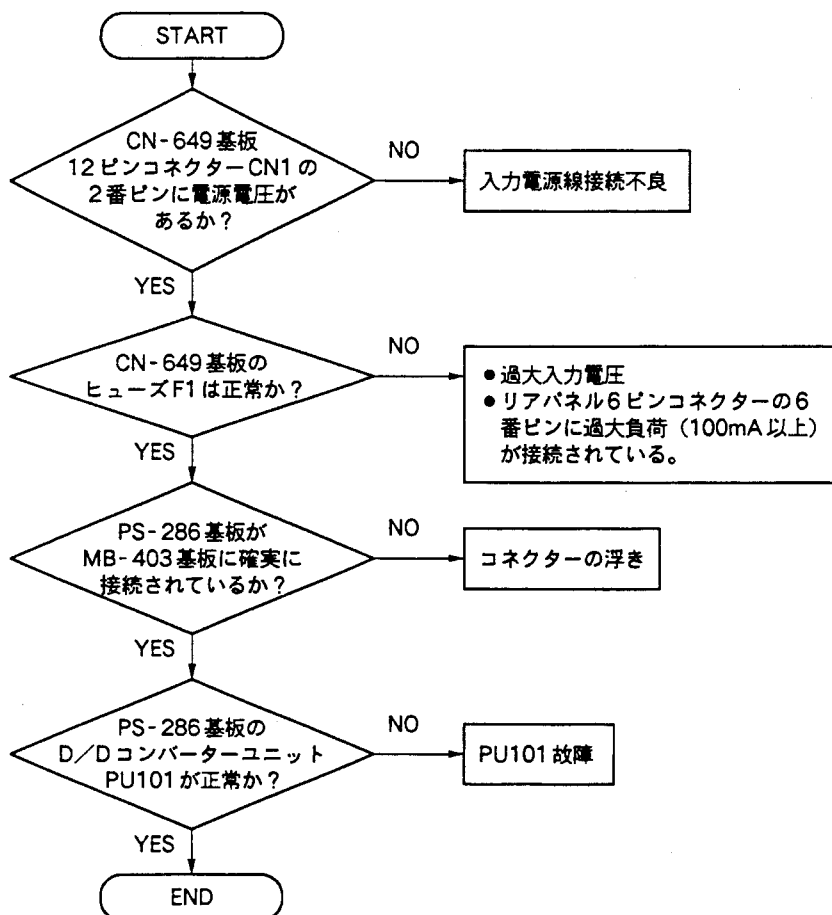 START
CN-649基板
12ピンコネクターCN1の
2番ピンに電源電圧が
あるか？
NO
入力電源線接続不良
YES
CN-649基板の
ヒューズF1は正常か？
NO
●過大入力電圧
●リアパネル6ピンコネクターの6
番ピンに過大負荷（100mA以上）
が接続されている。
YES
PS-286基板が
MB-403基板に確実に
接続されているか？
NO
コネクターの浮き
YES
PS-286基板の
D／Dコンバーターユニット
PU101が正常か？
NO
PU101故障
YES
END